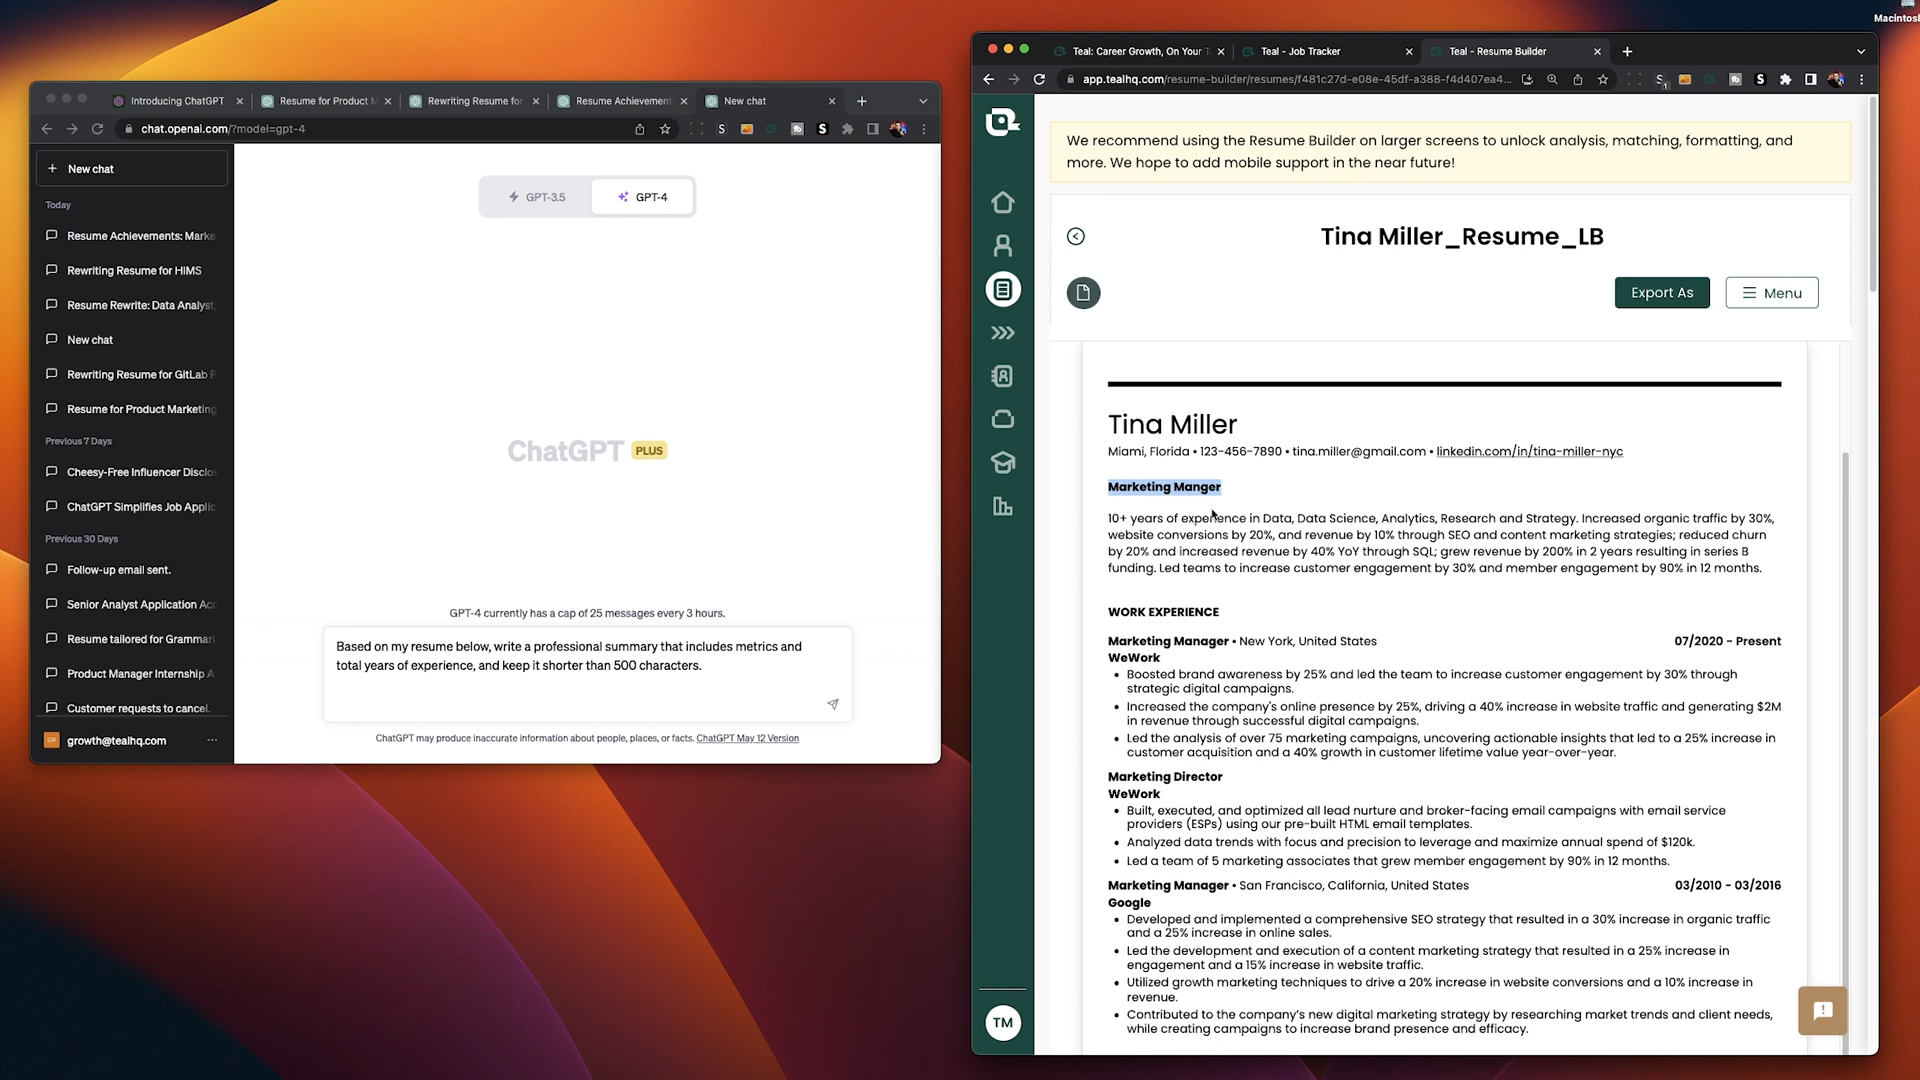 Macintos
Introducing ChatGPT
Resume for Product M
Rewriting Resume for
Resume Achievement
New chat
chat.openai.com/?model=gpt-4
New chat
Today
Resume Achievements: Marke
Rewriting Resume for HIMS
Resume Rewrite: Data Analyst,
New chat
Rewriting Resume for GitLab P
Resume for Product Marketing
Previous 7 Days
Cheesy-Free Influencer Disclo
ChatGPT Simplifies Job Applic
Previous 30 Days
Follow-up email sent.
Senior Analyst Application Acc
Resume tailored for Grammarl
Product Manager Internship A
Customer requests to cancel.
growth@tealhq.com
GPT-3.5
GPT-4
ChatGPT PLUS
GPT-4 currently has a cap of 25 messages every 3 hours.
Based on my resume below, write a professional summary that includes metrics and
total years of experience, and keep it shorter than 500 characters.
ChatGPT may produce inaccurate information about people, places, or facts. ChatGPT May 12 Version
Teal: Career Growth, On Your T
Teal - Job Tracker
Teal - Resume Builder
app.tealhq.com/resume-builder/resumes/f481c27d-e08e-45df-a388-f4d407ea4...
We recommend using the Resume Builder on larger screens to unlock analysis, matching, formatting, and
more. We hope to add mobile support in the near future!
Tina Miller_Resume_LB
Export As
Menu
Tina Miller
Miami, Florida • 123-456-7890 • tina.miller@gmail.com • linkedin.com/in/tina-miller-nyc
Marketing Manger
10+ years of experience in Data, Data Science, Analytics, Research and Strategy. Increased organic traffic by 30%,
website conversions by 20%, and revenue by 10% through SEO and content marketing strategies; reduced churn
by 20% and increased revenue by 40% YoY through SQL; grew revenue by 200% in 2 years resulting in series B
funding. Led teams to increase customer engagement by 30% and member engagement by 90% in 12 months.
WORK EXPERIENCE
Marketing Manager • New York, United States 07/2020 - Present
WeWork
• Boosted brand awareness by 25% and led the team to increase customer engagement by 30% through
strategic digital campaigns.
• Increased the company's online presence by 25%, driving a 40% increase in website traffic and generating $2M
in revenue through successful digital campaigns.
• Led the analysis of over 75 marketing campaigns, uncovering actionable insights that led to a 25% increase in
customer acquisition and a 40% growth in customer lifetime value year-over-year.
Marketing Director
WeWork
• Built, executed, and optimized all lead nurture and broker-facing email campaigns with email service
providers (ESPs) using our pre-built HTML email templates.
• Analyzed data trends with focus and precision to leverage and maximize annual spend of $120k.
• Led a team of 5 marketing associates that grew member engagement by 90% in 12 months.
Marketing Manager • San Francisco, California, United States 03/2010 - 03/2016
Google
• Developed and implemented a comprehensive SEO strategy that resulted in a 30% increase in organic traffic
and a 25% increase in online sales.
• Led the development and execution of a content marketing strategy that resulted in a 25% increase in
engagement and a 15% increase in website traffic.
• Utilized growth marketing techniques to drive a 20% increase in website conversions and a 10% increase in
revenue.
• Contributed to the company's new digital marketing strategy by researching market trends and client needs,
while creating campaigns to increase brand presence and efficacy.
TM